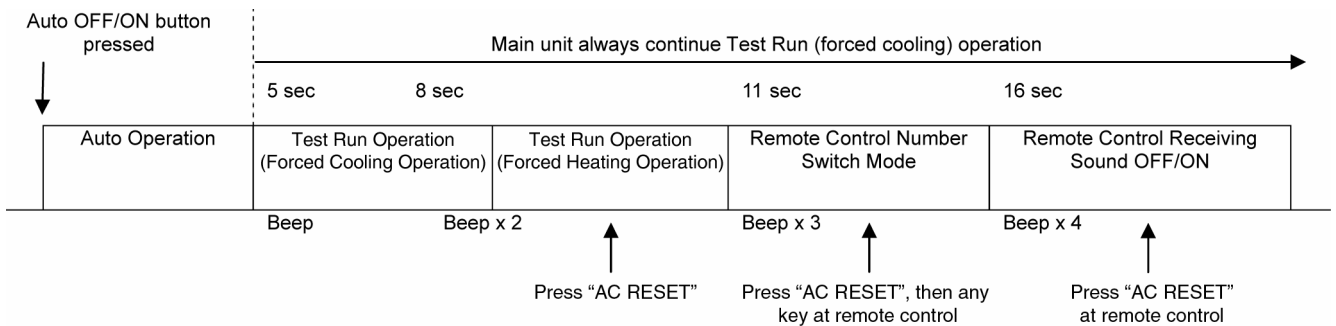 Auto OFF/ON button
pressed
Main unit always continue Test Run (forced cooling) operation
5 sec
8 sec
11 sec
16 sec
Auto Operation
Test Run Operation
(Forced Cooling Operation)
Test Run Operation
(Forced Heating Operation)
Remote Control Number
Switch Mode
Remote Control Receiving
Sound OFF/ON
Beep
Beep x 2
Beep x 3
Beep x 4
Press “AC RESET”
Press “AC RESET”, then any
key at remote control
Press “AC RESET”
at remote control